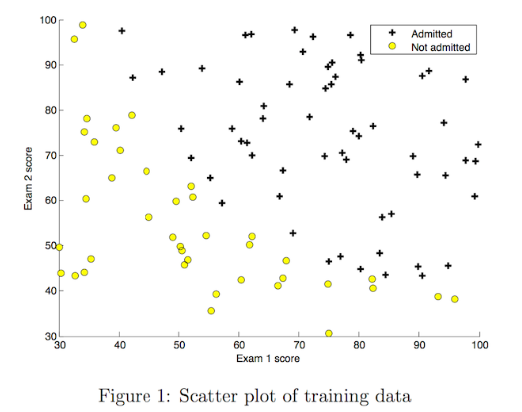 100
90
80
70
60
50
40
30
Exam 2 score
Admitted
Not admitted
30 40 50 60 70 80 90 100
Exam 1 score
Figure 1: Scatter plot of training data